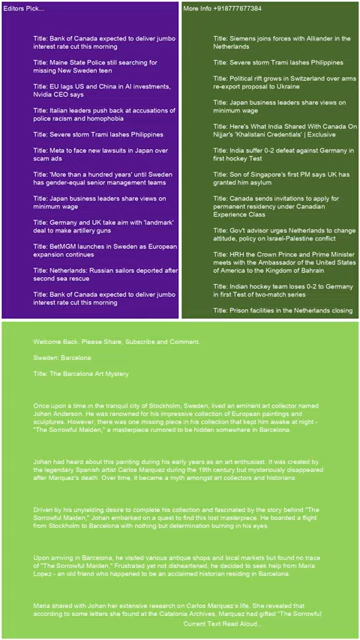 Editors Pick...
Title: Bank of Canada expected to deliver jumbo
interest rate cut this morning
Title: Maine State Police still searching for
missing New Sweden teen
Title: EU lags US and China in AI investments,
Nvidia CEO says
Title: Italian leaders push back at accusations of
police racism and homophobia
Title: Severe storm Trami lashes Philippines
Title: Meta to face new lawsuits in Japan over
scam ads
Title: 'More than a hundred years' until Sweden
has gender-equal senior management teams
Title: Japan business leaders share views on
minimum wage
Title: Germany and UK take aim with 'landmark'
deal to make artillery guns
Title: BetMGM launches in Sweden as European
expansion continues
Title: Netherlands: Russian sailors deported after
second sea rescue
Title: Bank of Canada expected to deliver jumbo
interest rate cut this morning
More Info +918777677384
Title: Siemens joins forces with Alliander in the
Netherlands
Title: Severe storm Trami lashes Philippines
Title: Political rift grows in Switzerland over arms
re-export proposal to Ukraine
Title: Japan business leaders share views on
minimum wage
Title: Here's What India Shared With Canada On
Nijjar's 'Khalistani Credentials' | Exclusive
Title: India suffer 0-2 defeat against Germany in
first hockey Test
Title: Son of Singapore's first PM says UK has
granted him asylum
Title: Canada sends invitations to apply for
permanent residency under Canadian
Experience Class
Title: Gov't advisor urges Netherlands to change
attitude, policy on Israel-Palestine conflict
Title: HRH the Crown Prince and Prime Minister
meets with the Ambassador of the United States
of America to the Kingdom of Bahrain
Title: Indian hockey team loses 0-2 to Germany
in first Test of two-match series
Title: Prison facilities in the Netherlands closing
Welcome Back. Please Share, Subscribe and Comment.
Sweden: Barcelona
Title: The Barcelona Art Mystery
Once upon a time in the tranquil city of Stockholm, Sweden, lived an eminent art collector named
Johan Anderson. He was renowned for his impressive collection of European paintings and
sculptures. However, there was one missing piece in his collection that kept him awake at night -
"The Sorrowful Maiden," a masterpiece rumored to be hidden somewhere in Barcelona.
Johan had heard about this painting during his early years as an art enthusiast. It was created by
the legendary Spanish artist Carlos Marquez during the 19th century but mysteriously disappeared
after Marquez's death. Over time, it became a myth amongst art collectors and historians.
Driven by his unyielding desire to complete his collection and fascinated by the story behind "The
Sorrowful Maiden," Johan embarked on a quest to find this lost masterpiece. He boarded a flight
from Stockholm to Barcelona with nothing but determination burning in his eyes.
Upon arriving in Barcelona, he visited various antique shops and local markets but found no trace
of "The Sorrowful Maiden." Frustrated yet not disheartened, he decided to seek help from Maria
Lopez - an old friend who happened to be an acclaimed historian residing in Barcelona.
Maria shared with Johan her extensive research on Carlos Marquez's life. She revealed that
according to some letters she found at the Catalonia Archives, Marquez had gifted "The Sorrowful
Current Text Read Aloud...